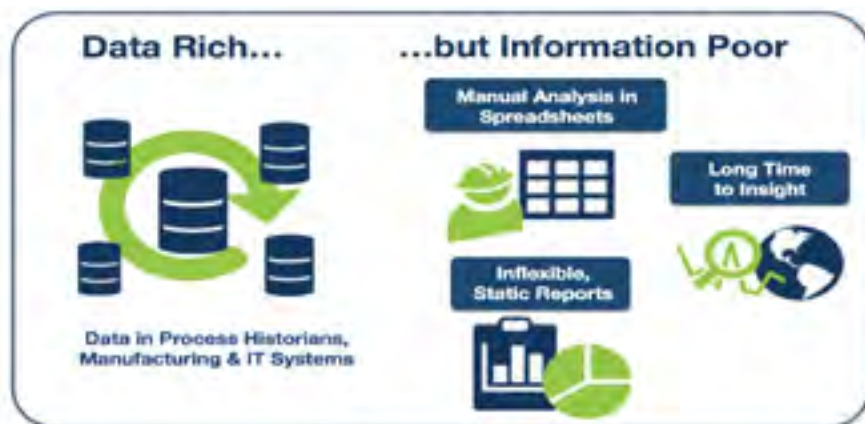 Data Rich...
...but Information Poor
Manual Analysis in
Spreadsheets
Long Time
to Insight
Inflexible,
Static Reports
Data in Process Historians,
Manufacturing & IT Systems